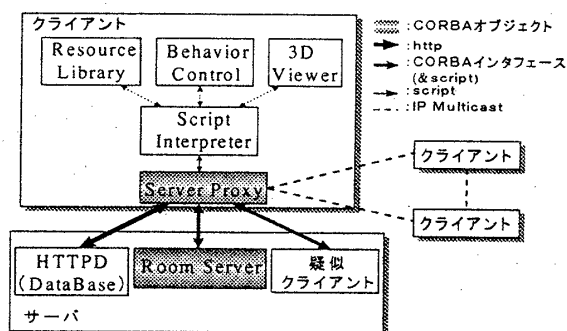 クライアント
Resource
Library
Behavior
Control
3D
Viewer
Script
Interpreter
Server Proxy
:CORBAオブジェクト
:http
:CORBAインタフェース
(&script)
:script
:IP Multicast
クライアント
クライアント
HTTPD
(DataBase)
Room Server
疑似
クライアント
サーバ